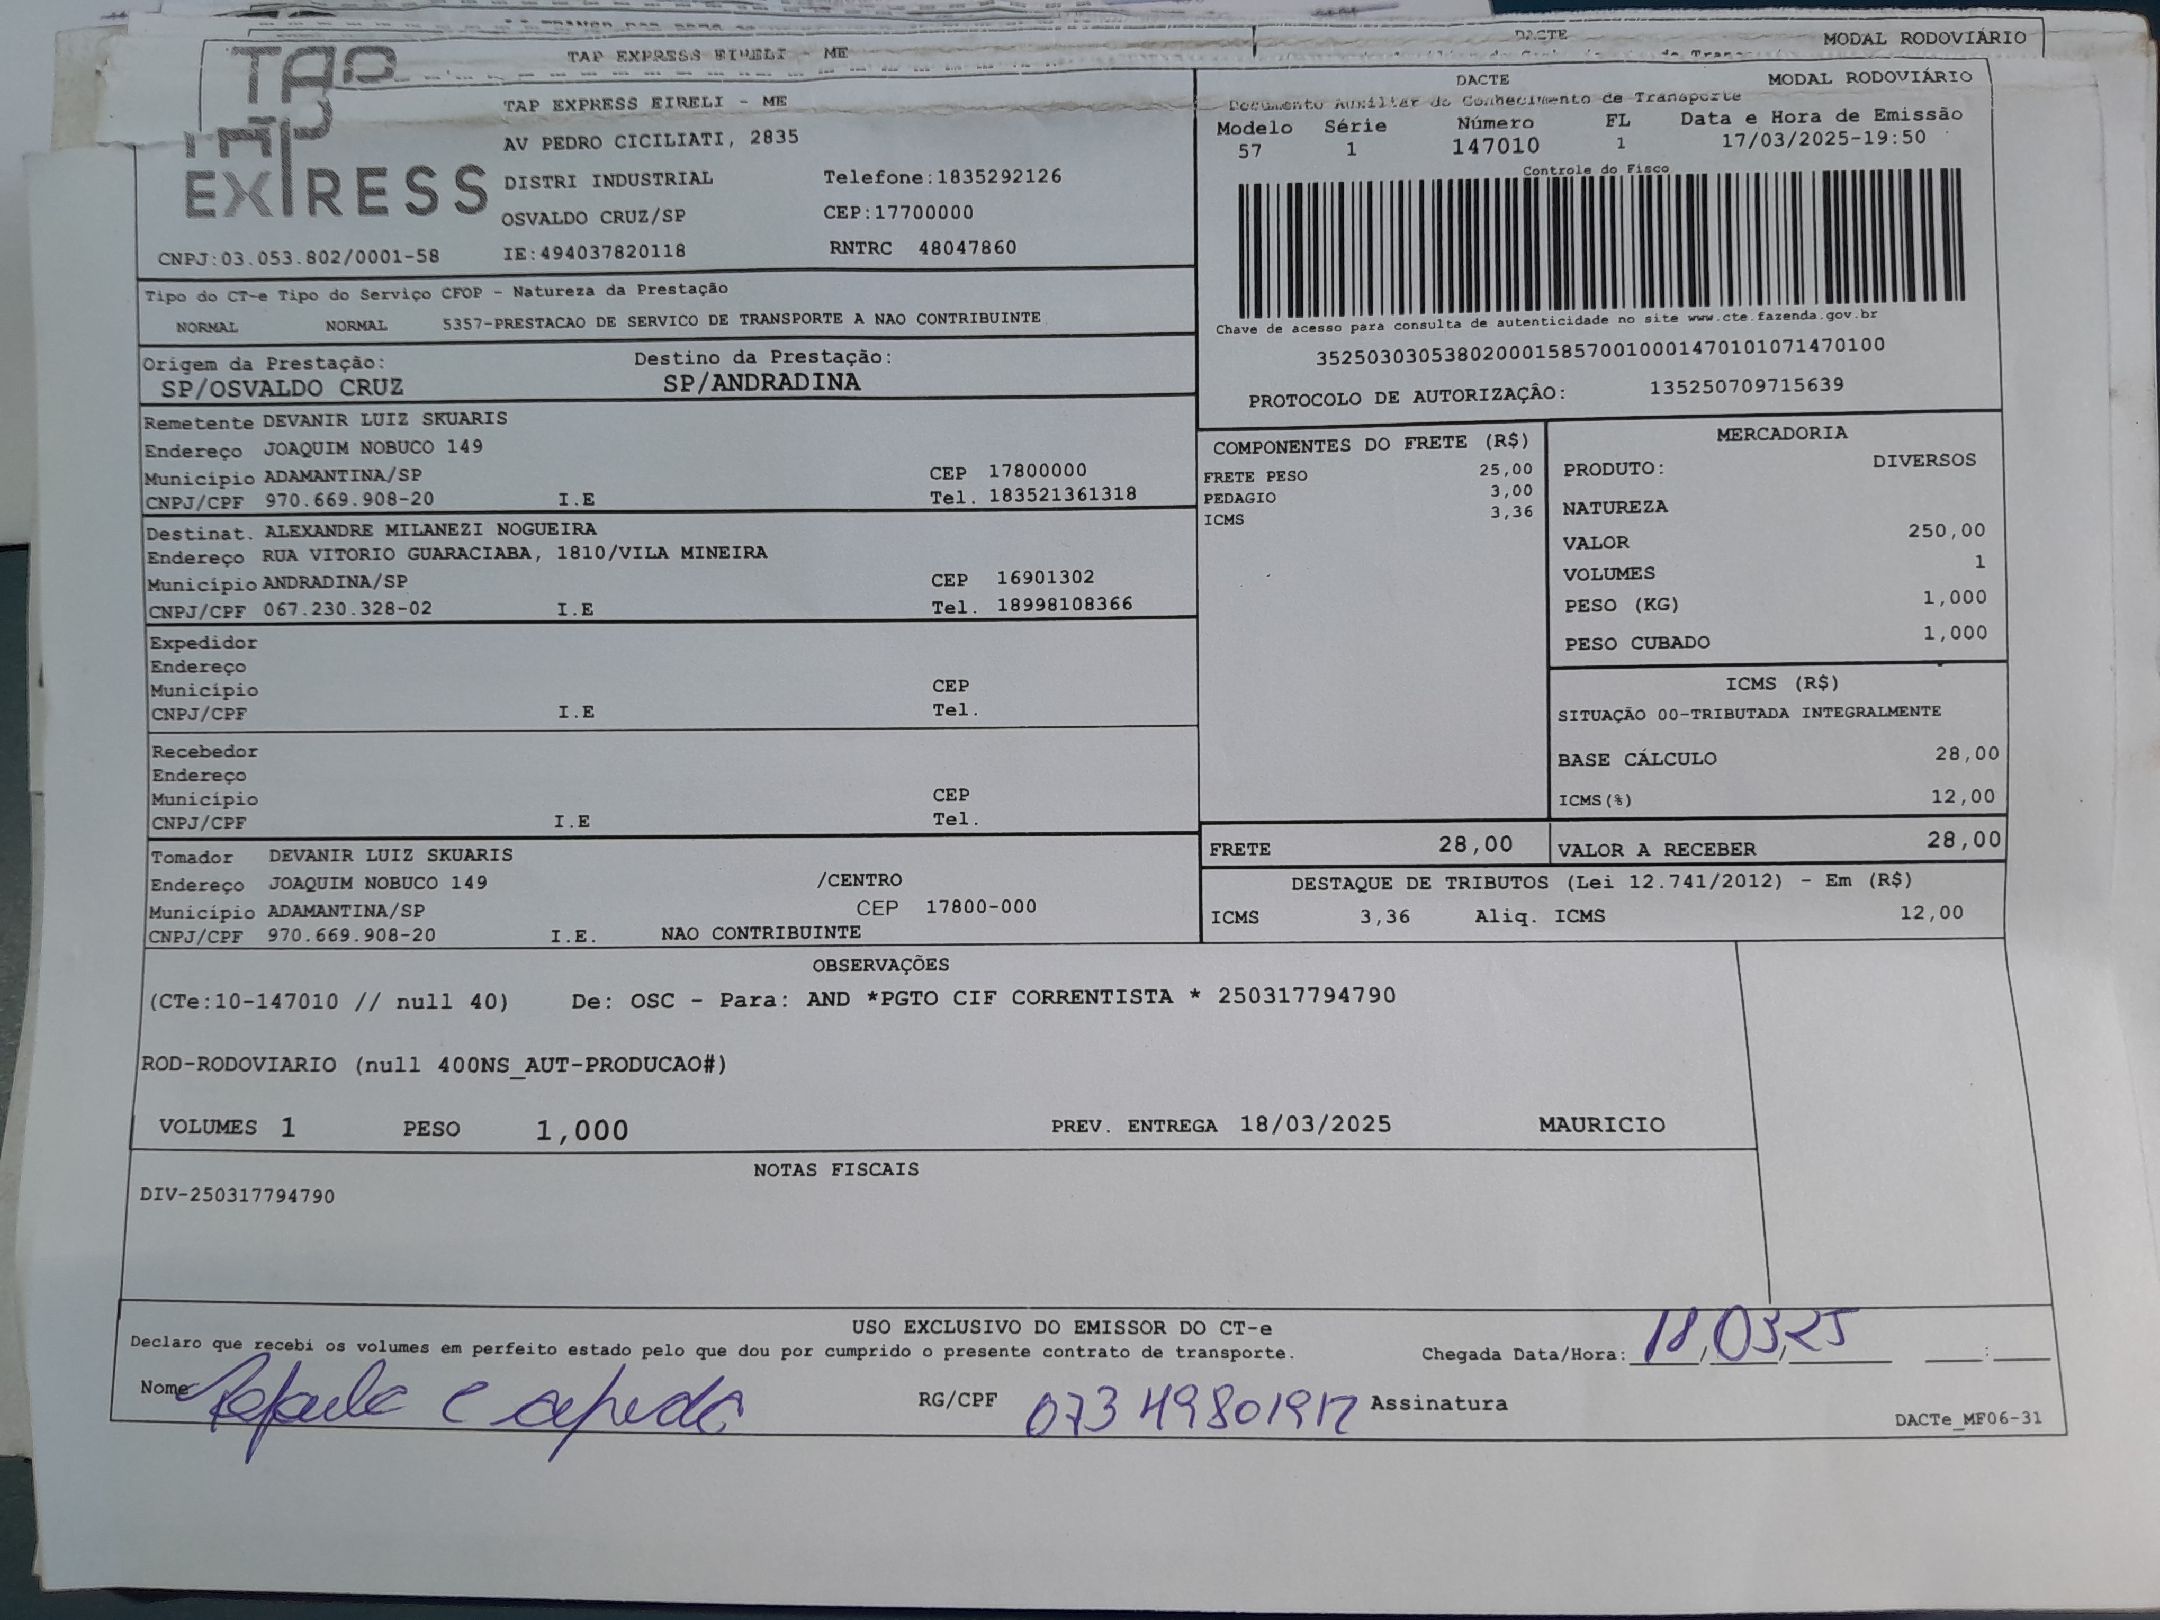 DACTE MODAL RODOVIÁRIO
TAP EXPRESS EIRELI - ME
TAP EXPRESS
TAP EXPRESS EIRELI - ME
AV PEDRO CICILIATI, 2835
DISTRI INDUSTRIAL Telefone:1835292126
OSVALDO CRUZ/SP CEP:17700000
CNPJ:03.053.802/0001-58 IE:494037820118 RNTRC 48047860
DACTE MODAL RODOVIÁRIO
Documento Auxiliar do Conhecimento de Transporte
Modelo Série Número FL Data e Hora de Emissão
57 1 147010 1 17/03/2025-19:50
Controle do Fisco
Chave de acesso para consulta de autenticidade no site www.cte.fazenda.gov.br
35250303053802000158570010001470101071470100
PROTOCOLO DE AUTORIZAÇÃO: 135250709715639
Tipo do CT-e Tipo do Serviço CFOP - Natureza da Prestação
NORMAL NORMAL 5357-PRESTACAO DE SERVICO DE TRANSPORTE A NAO CONTRIBUINTE
Origem da Prestação: Destino da Prestação:
SP/OSVALDO CRUZ SP/ANDRADINA
Remetente DEVANIR LUIZ SKUARIS
Endereço JOAQUIM NOBUCO 149
Município ADAMANTINA/SP CEP 17800000
CNPJ/CPF 970.669.908-20 I.E Tel. 183521361318
Destinat. ALEXANDRE MILANEZI NOGUEIRA
Endereço RUA VITORIO GUARACIABA, 1810/VILA MINEIRA
Município ANDRADINA/SP CEP 16901302
CNPJ/CPF 067.230.328-02 I.E Tel. 18998108366
Expedidor
Endereço
Município CEP
CNPJ/CPF I.E Tel.
Recebedor
Endereço
Município CEP
CNPJ/CPF I.E Tel.
Tomador DEVANIR LUIZ SKUARIS
Endereço JOAQUIM NOBUCO 149 /CENTRO
Município ADAMANTINA/SP CEP 17800-000
CNPJ/CPF 970.669.908-20 I.E. NAO CONTRIBUINTE
COMPONENTES DO FRETE (R$)
FRETE PESO 25,00
PEDAGIO 3,00
ICMS 3,36
MERCADORIA
PRODUTO: DIVERSOS
NATUREZA
VALOR 250,00
VOLUMES 1
PESO (KG) 1,000
PESO CUBADO 1,000
ICMS (R$)
SITUAÇÃO 00-TRIBUTADA INTEGRALMENTE
BASE CÁLCULO 28,00
ICMS(%) 12,00
FRETE 28,00 VALOR A RECEBER 28,00
DESTAQUE DE TRIBUTOS (Lei 12.741/2012) - Em (R$)
ICMS 3,36 Aliq. ICMS 12,00
OBSERVAÇÕES
(CTe:10-147010 // null 40) De: OSC - Para: AND *PGTO CIF CORRENTISTA * 250317794790
ROD-RODOVIARIO (null 400NS_AUT-PRODUCAO#)
VOLUMES 1 PESO 1,000 PREV. ENTREGA 18/03/2025 MAURICIO
NOTAS FISCAIS
DIV-250317794790
USO EXCLUSIVO DO EMISSOR DO CT-e
Declaro que recebi os volumes em perfeito estado pelo que dou por cumprido o presente contrato de transporte. Chegada Data/Hora: 18,03,25
Nome RG/CPF Assinatura
DACTe_MF06-31